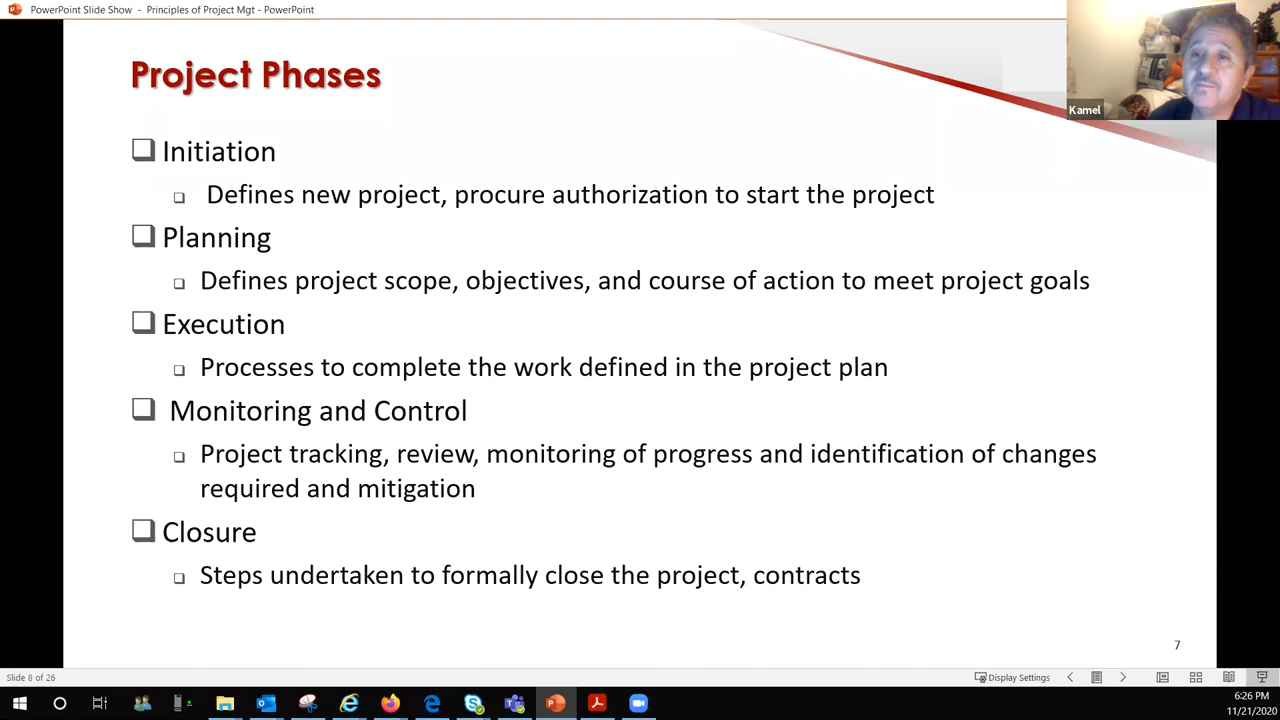 PowerPoint Slide Show - Principles of Project Mgt - PowerPoint
Kamel
Project Phases
Initiation
Defines new project, procure authorization to start the project
Planning
Defines project scope, objectives, and course of action to meet project goals
Execution
Processes to complete the work defined in the project plan
Monitoring and Control
Project tracking, review, monitoring of progress and identification of changes
required and mitigation
Closure
Steps undertaken to formally close the project, contracts
7
Slide 8 of 26
Display Settings
6:26 PM
11/21/2020